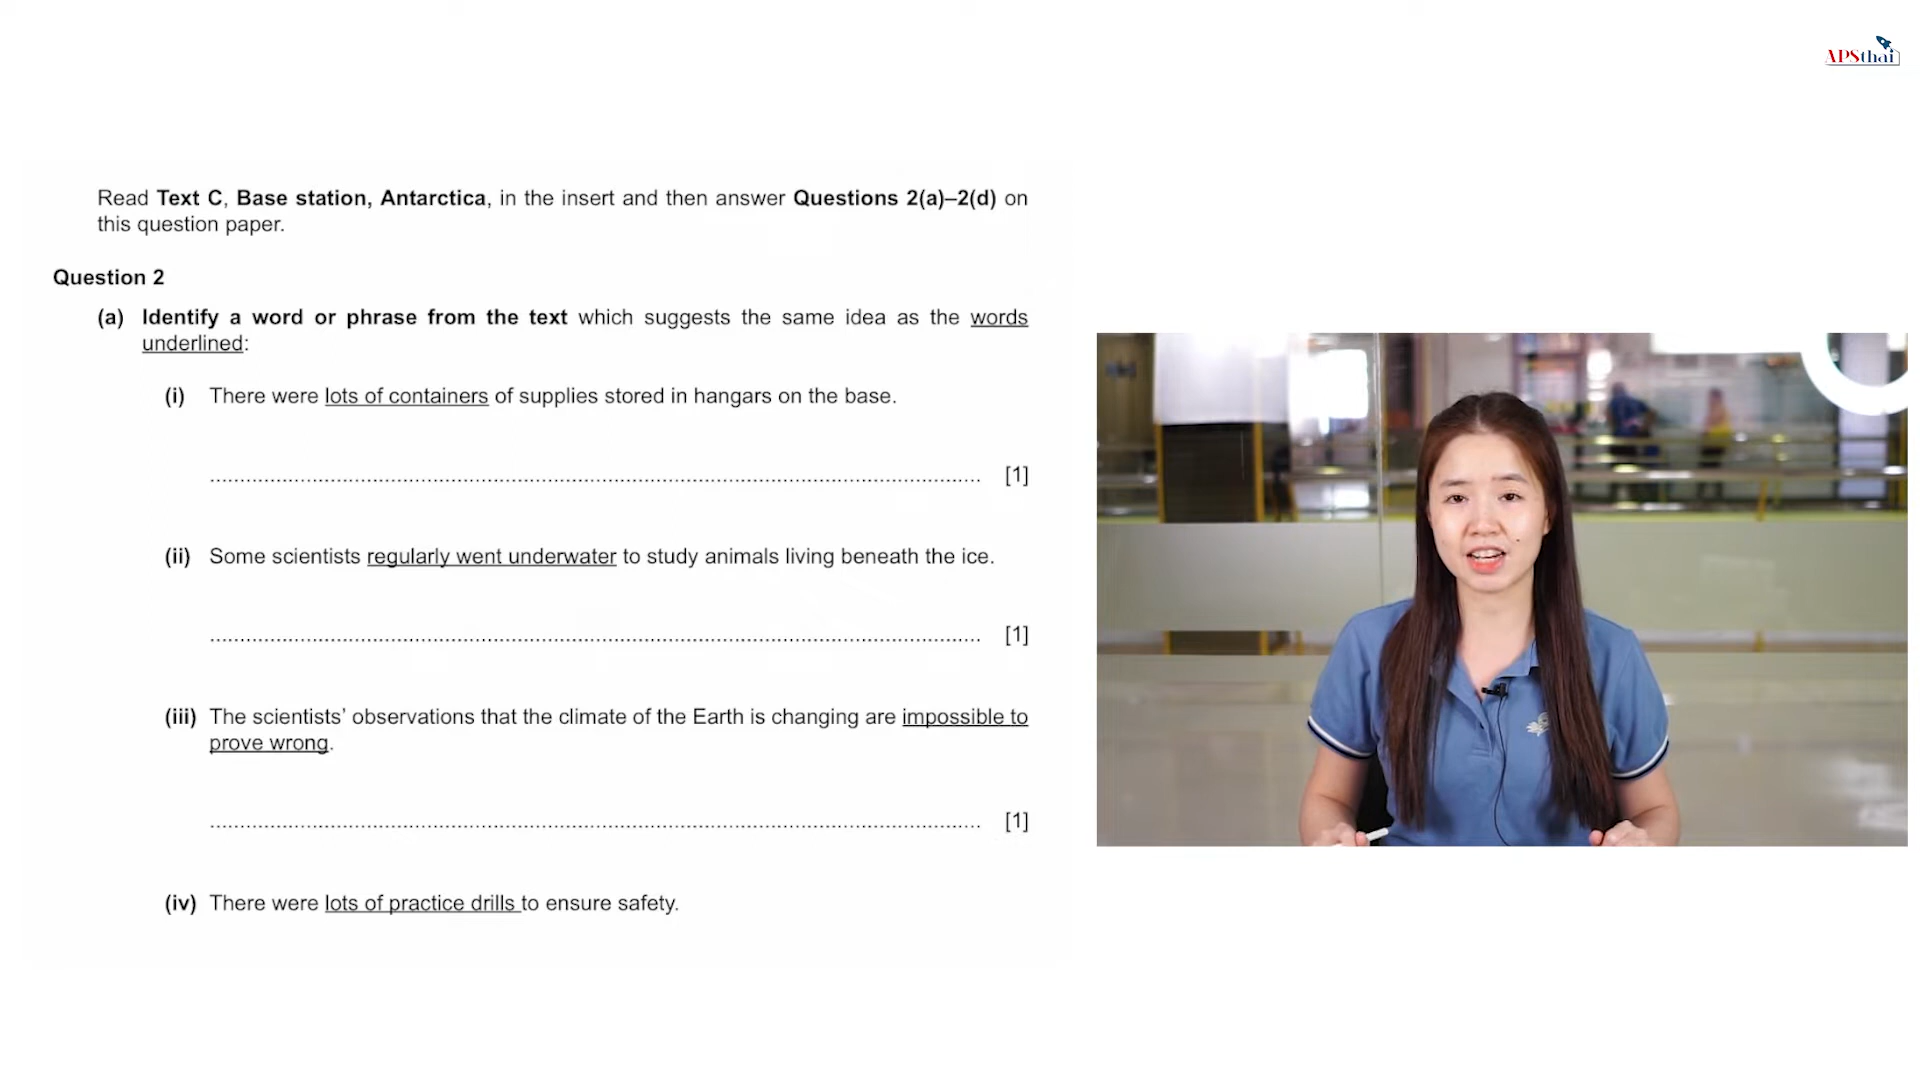 APSthai
Read Text C, Base station, Antarctica, in the insert and then answer Questions 2(a)–2(d) on
this question paper.
Question 2
(a) Identify a word or phrase from the text which suggests the same idea as the words
underlined:
(i) There were lots of containers of supplies stored in hangars on the base.
................................................................................................................................ [1]
(ii) Some scientists regularly went underwater to study animals living beneath the ice.
................................................................................................................................ [1]
(iii) The scientists’ observations that the climate of the Earth is changing are impossible to
prove wrong.
................................................................................................................................ [1]
(iv) There were lots of practice drills to ensure safety.